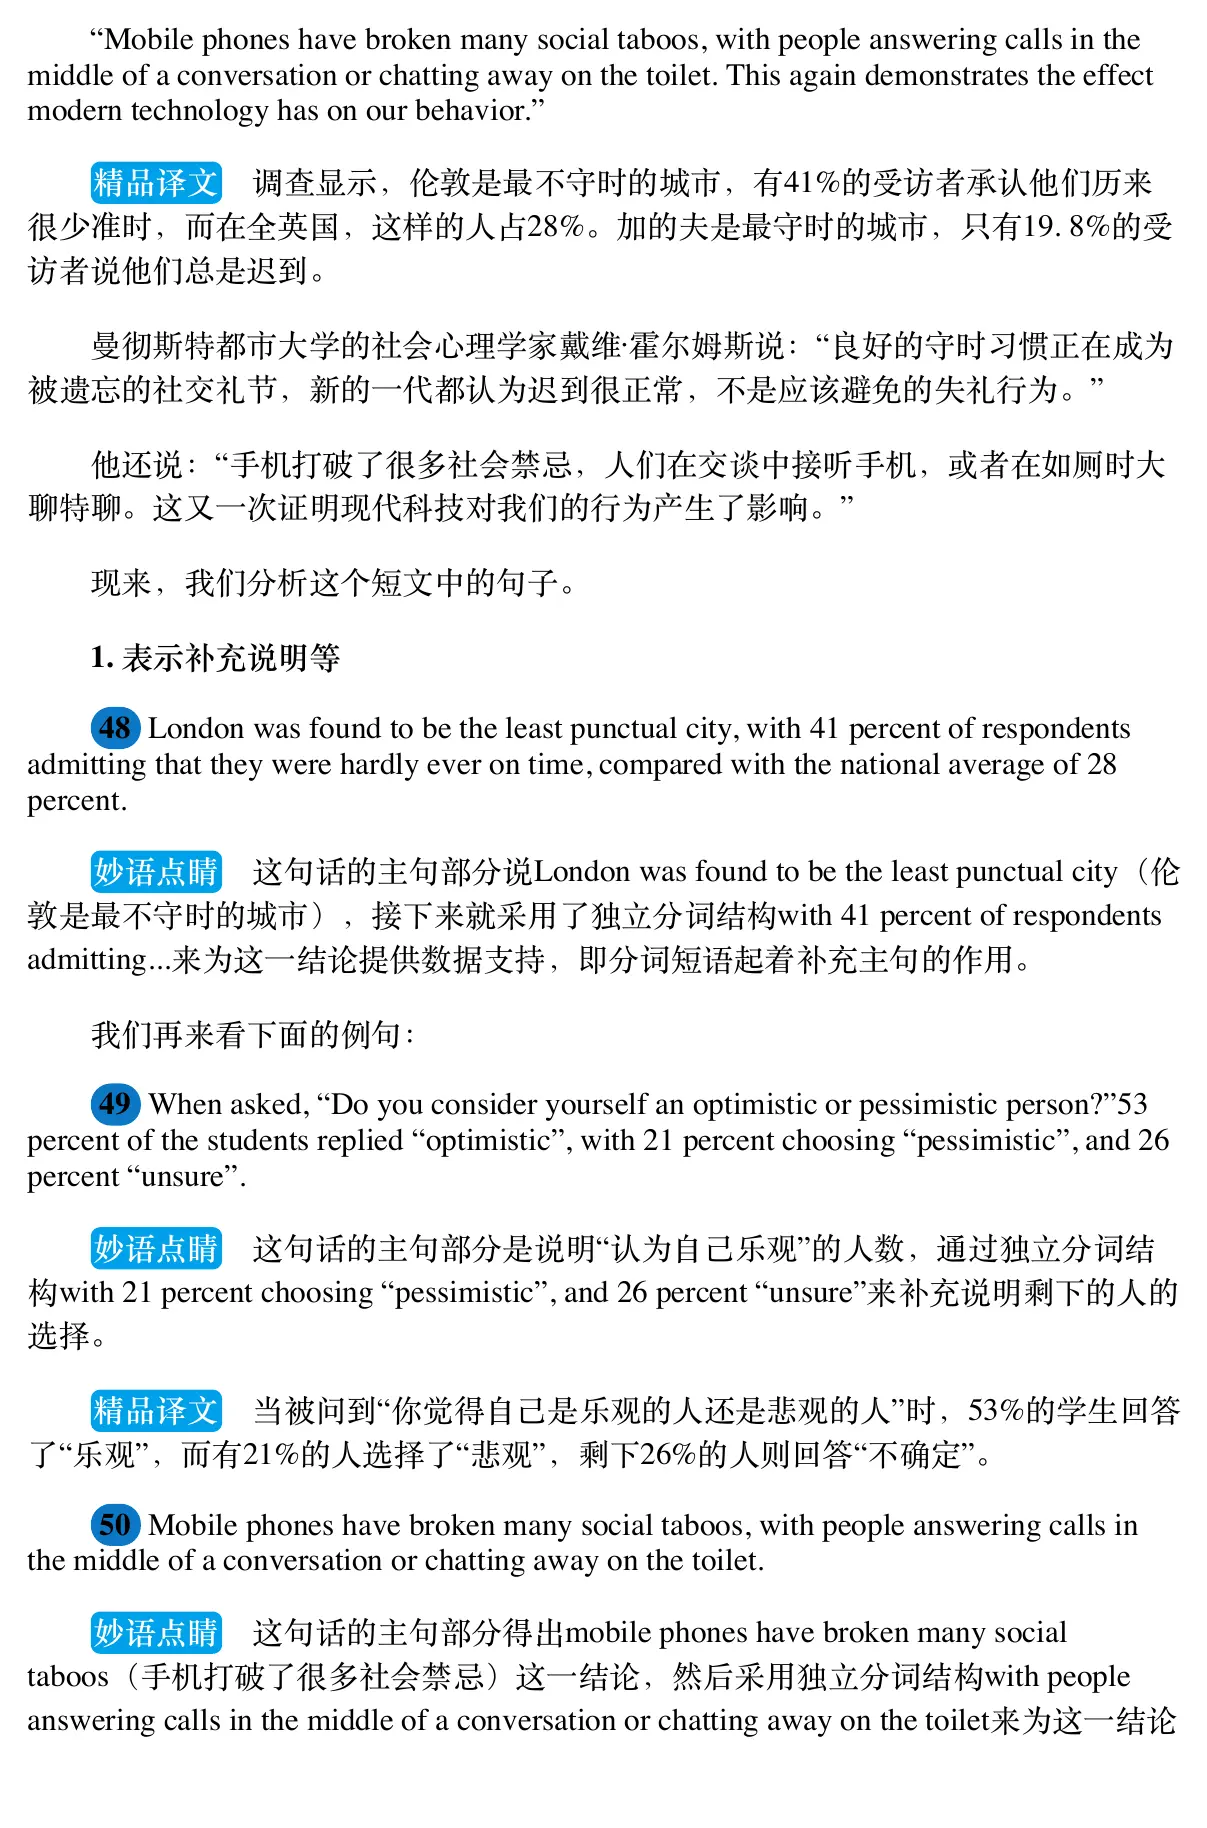 “Mobile phones have broken many social taboos, with people answering calls in the
middle of a conversation or chatting away on the toilet. This again demonstrates the effect
modern technology has on our behavior.”
精品译文 调查显示，伦敦是最不守时的城市，有41%的受访者承认他们历来
很少准时，而在全英国，这样的人占28%。加的夫是最守时的城市，只有19. 8%的受
访者说他们总是迟到。
曼彻斯特都市大学的社会心理学家戴维·霍尔姆斯说：“良好的守时习惯正在成为
被遗忘的社交礼节，新的一代都认为迟到很正常，不是应该避免的失礼行为。”
他还说：“手机打破了很多社会禁忌，人们在交谈中接听手机，或者在如厕时大
聊特聊。这又一次证明现代科技对我们的行为产生了影响。”
现来，我们分析这个短文中的句子。
1. 表示补充说明等
48 London was found to be the least punctual city, with 41 percent of respondents
admitting that they were hardly ever on time, compared with the national average of 28
percent.
妙语点睛 这句话的主句部分说London was found to be the least punctual city（伦
敦是最不守时的城市），接下来就采用了独立分词结构with 41 percent of respondents
admitting...来为这一结论提供数据支持，即分词短语起着补充主句的作用。
我们再来看下面的例句：
49 When asked, “Do you consider yourself an optimistic or pessimistic person?”53
percent of the students replied “optimistic”, with 21 percent choosing “pessimistic”, and 26
percent “unsure”.
妙语点睛 这句话的主句部分是说明“认为自己乐观”的人数，通过独立分词结
构with 21 percent choosing “pessimistic”, and 26 percent “unsure”来补充说明剩下的人的
选择。
精品译文 当被问到“你觉得自己是乐观的人还是悲观的人”时，53%的学生回答
了“乐观”，而有21%的人选择了“悲观”，剩下26%的人则回答“不确定”。
50 Mobile phones have broken many social taboos, with people answering calls in
the middle of a conversation or chatting away on the toilet.
妙语点睛 这句话的主句部分得出mobile phones have broken many social
taboos（手机打破了很多社会禁忌）这一结论，然后采用独立分词结构with people
answering calls in the middle of a conversation or chatting away on the toilet来为这一结论